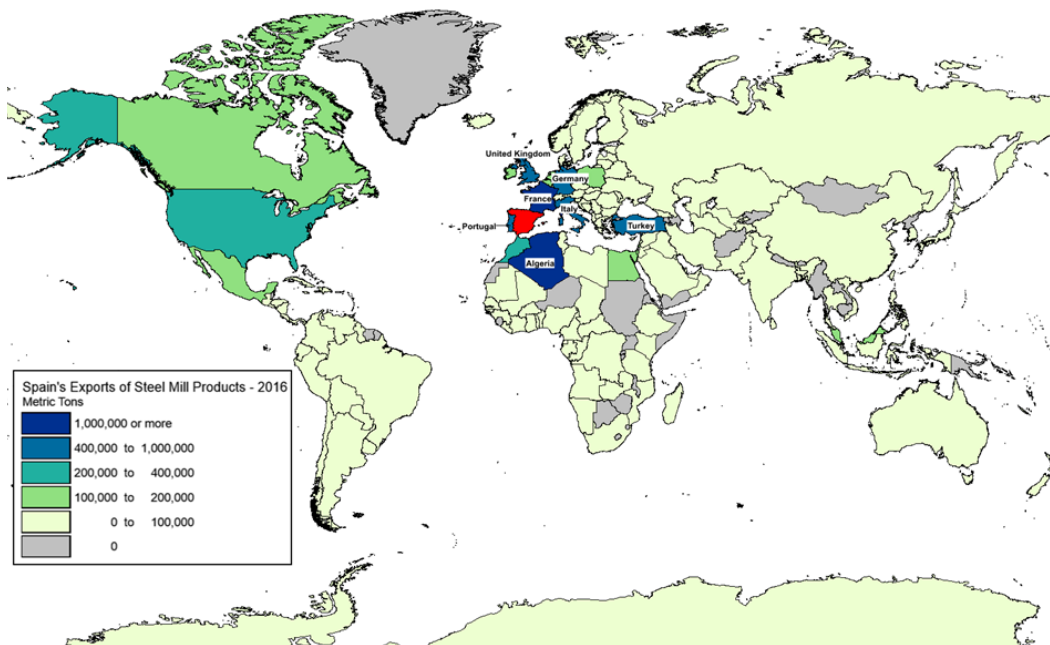 United Kingdom
Germany
France
Italy
Portugal
Turkey
Algeria
Spain's Exports of Steel Mill Products - 2016
Metric Tons
1,000,000 or more
400,000 to 1,000,000
200,000 to 400,000
100,000 to 200,000
0 to 100,000
0